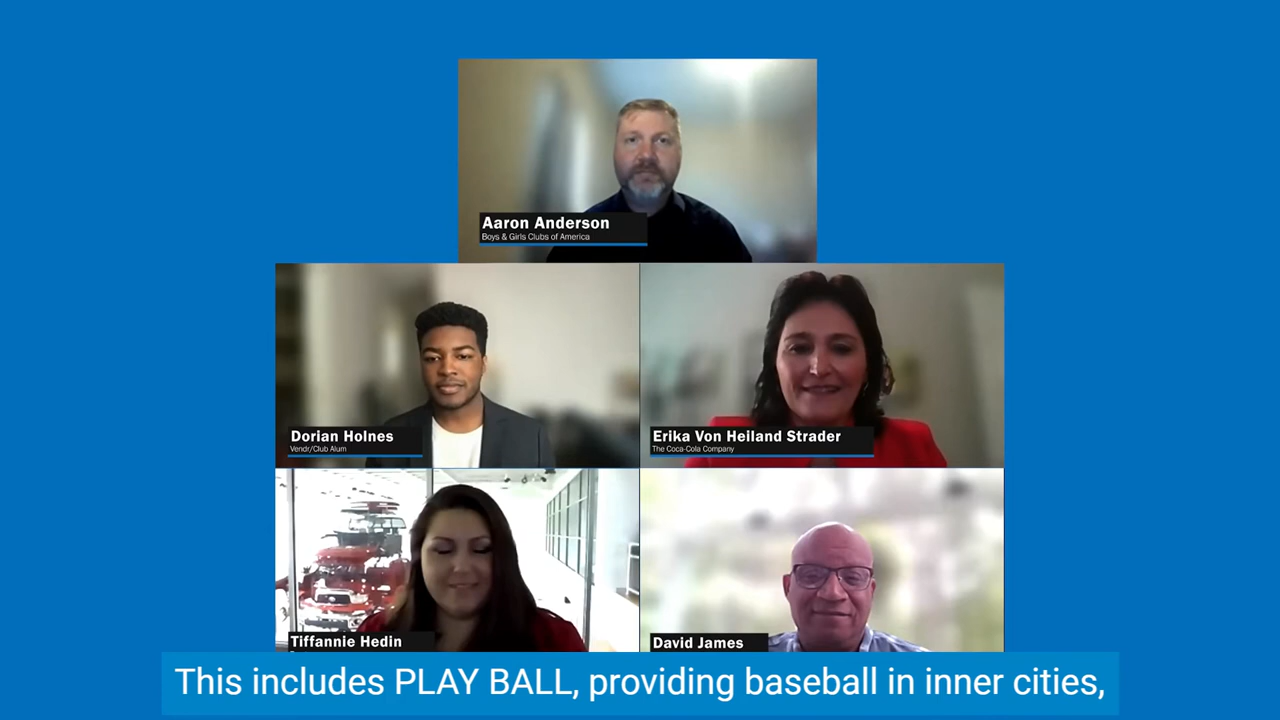 Aaron Anderson
Boys & Girls Clubs of America
Dorian Holnes
Vendr/Club Alum
Erika Von Heiland Strader
The Coca-Cola Company
Tiffannie Hedin
David James
This includes PLAY BALL, providing baseball in inner cities,